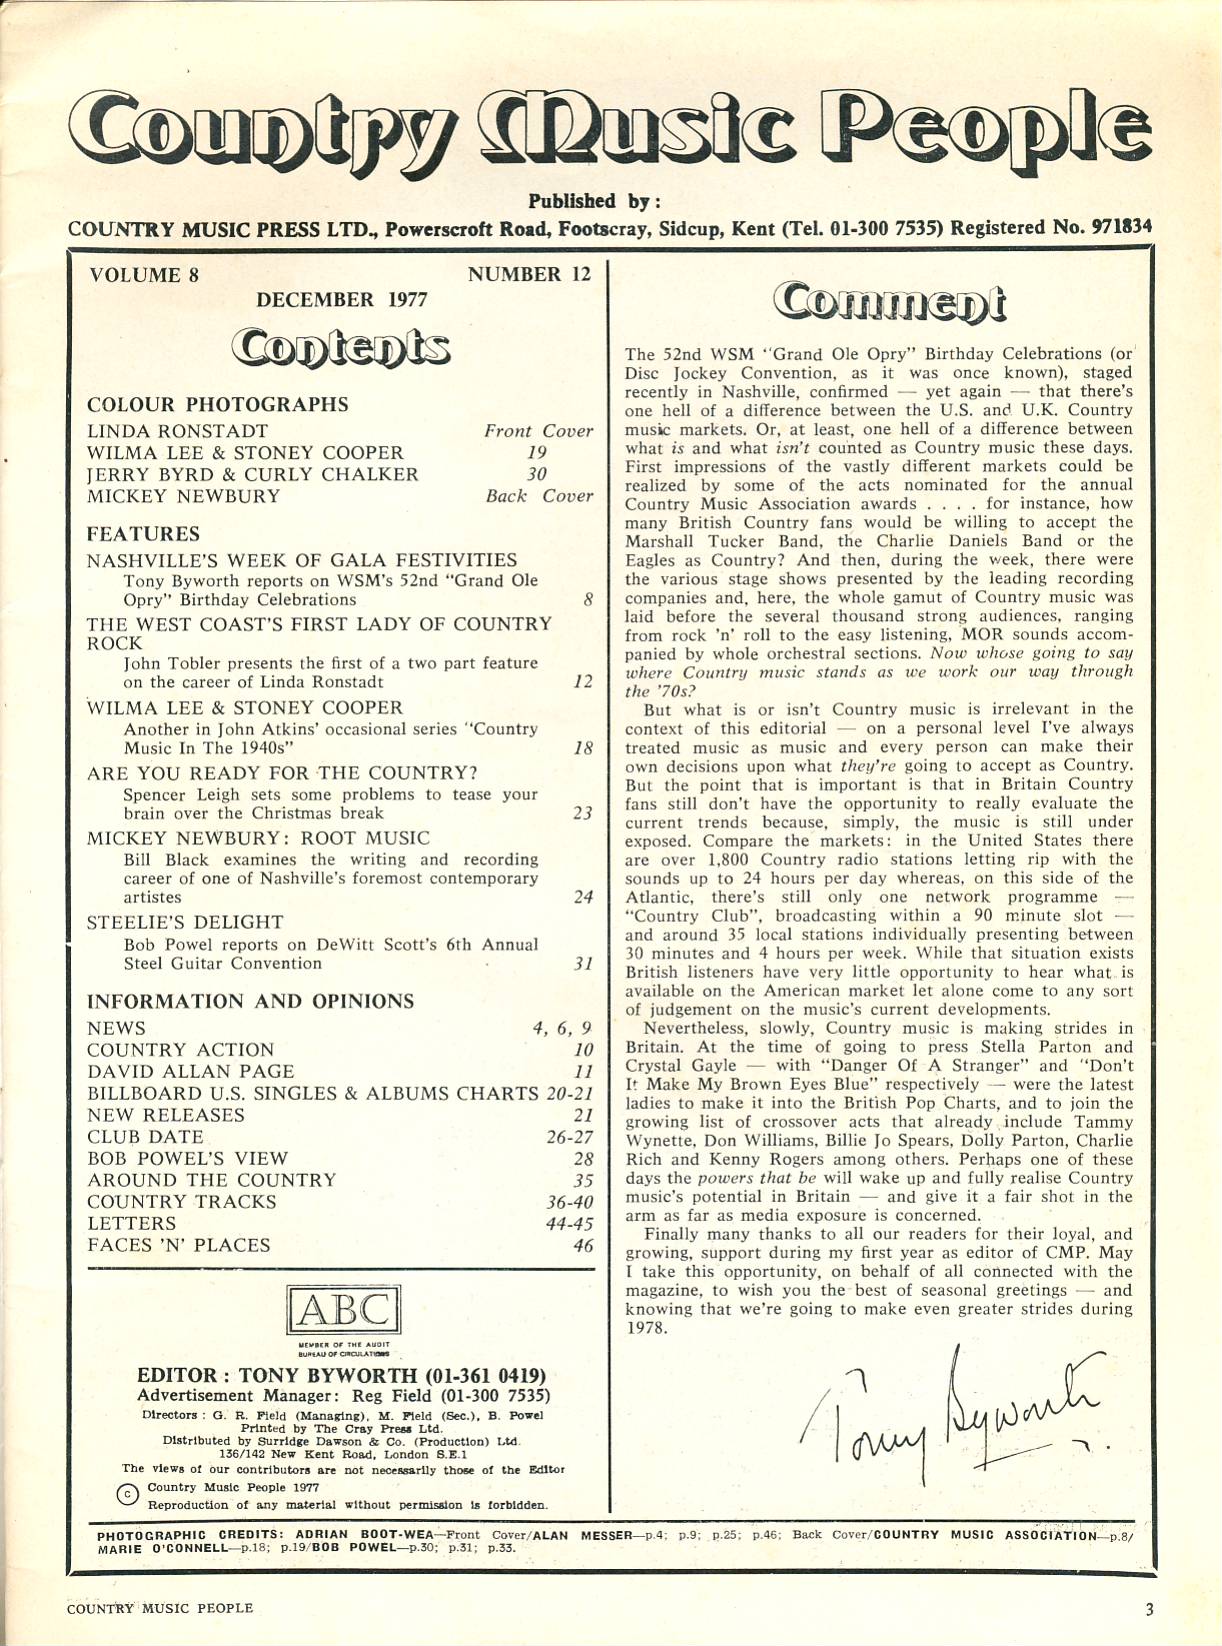 Country Music People
Published by :
COUNTRY MUSIC PRESS LTD., Powerscroft Road, Footscray, Sidcup, Kent (Tel. 01-300 7535) Registered No. 971834
VOLUME 8 NUMBER 12
DECEMBER 1977
Contents
COLOUR PHOTOGRAPHS
LINDA RONSTADT Front Cover
WILMA LEE & STONEY COOPER 19
JERRY BYRD & CURLY CHALKER 30
MICKEY NEWBURY Back Cover
FEATURES
NASHVILLE'S WEEK OF GALA FESTIVITIES
Tony Byworth reports on WSM's 52nd "Grand Ole
Opry" Birthday Celebrations 8
THE WEST COAST'S FIRST LADY OF COUNTRY
ROCK
John Tobler presents the first of a two part feature
on the career of Linda Ronstadt 12
WILMA LEE & STONEY COOPER
Another in John Atkins' occasional series "Country
Music In The 1940s" 18
ARE YOU READY FOR THE COUNTRY?
Spencer Leigh sets some problems to tease your
brain over the Christmas break 23
MICKEY NEWBURY: ROOT MUSIC
Bill Black examines the writing and recording
career of one of Nashville's foremost contemporary
artistes 24
STEELIE'S DELIGHT
Bob Powel reports on DeWitt Scott's 6th Annual
Steel Guitar Convention 31
INFORMATION AND OPINIONS
NEWS 4, 6, 9
COUNTRY ACTION 10
DAVID ALLAN PAGE 11
BILLBOARD U.S. SINGLES & ALBUMS CHARTS 20-21
NEW RELEASES 21
CLUB DATE 26-27
BOB POWEL'S VIEW 28
AROUND THE COUNTRY 35
COUNTRY TRACKS 36-40
LETTERS 44-45
FACES 'N' PLACES 46
ABC
MEMBER OF THE AUDIT
BUREAU OF CIRCULATIONS
EDITOR : TONY BYWORTH (01-361 0419)
Advertisement Manager: Reg Field (01-300 7535)
Directors : G. R. Field (Managing), M. Field (Sec.), B. Powel
Printed by The Cray Press Ltd.
Distributed by Surridge Dawson & Co. (Production) Ltd.
136/142 New Kent Road, London S.E.1
The views of our contributors are not necessarily those of the Editor
© Country Music People 1977
Reproduction of any material without permission is forbidden.
Comment
The 52nd WSM "Grand Ole Opry" Birthday Celebrations (or
Disc Jockey Convention, as it was once known), staged
recently in Nashville, confirmed — yet again — that there's
one hell of a difference between the U.S. and U.K. Country
music markets. Or, at least, one hell of a difference between
what is and what isn't counted as Country music these days.
First impressions of the vastly different markets could be
realized by some of the acts nominated for the annual
Country Music Association awards . . . . for instance, how
many British Country fans would be willing to accept the
Marshall Tucker Band, the Charlie Daniels Band or the
Eagles as Country? And then, during the week, there were
the various stage shows presented by the leading recording
companies and, here, the whole gamut of Country music was
laid before the several thousand strong audiences, ranging
from rock 'n' roll to the easy listening, MOR sounds accom-
panied by whole orchestral sections. Now whose going to say
where Country music stands as we work our way through
the '70s?
But what is or isn't Country music is irrelevant in the
context of this editorial — on a personal level I've always
treated music as music and every person can make their
own decisions upon what they're going to accept as Country.
But the point that is important is that in Britain Country
fans still don't have the opportunity to really evaluate the
current trends because, simply, the music is still under
exposed. Compare the markets: in the United States there
are over 1,800 Country radio stations letting rip with the
sounds up to 24 hours per day whereas, on this side of the
Atlantic, there's still only one network programme —
"Country Club", broadcasting within a 90 minute slot —
and around 35 local stations individually presenting between
30 minutes and 4 hours per week. While that situation exists
British listeners have very little opportunity to hear what is
available on the American market let alone come to any sort
of judgement on the music's current developments.
Nevertheless, slowly, Country music is making strides in
Britain. At the time of going to press Stella Parton and
Crystal Gayle — with "Danger Of A Stranger" and "Don't
It Make My Brown Eyes Blue" respectively — were the latest
ladies to make it into the British Pop Charts, and to join the
growing list of crossover acts that already include Tammy
Wynette, Don Williams, Billie Jo Spears, Dolly Parton, Charlie
Rich and Kenny Rogers among others. Perhaps one of these
days the powers that be will wake up and fully realise Country
music's potential in Britain — and give it a fair shot in the
arm as far as media exposure is concerned.
Finally many thanks to all our readers for their loyal, and
growing, support during my first year as editor of CMP. May
I take this opportunity, on behalf of all connected with the
magazine, to wish you the best of seasonal greetings — and
knowing that we're going to make even greater strides during
1978.
Tony Byworth
PHOTOGRAPHIC CREDITS: ADRIAN BOOT-WEA—Front Cover/ALAN MESSER—p.4; p.9; p.25; p.46; Back Cover/COUNTRY MUSIC ASSOCIATION—p.8/
MARIE O'CONNELL—p.18; p.19/BOB POWEL—p.30; p.31; p.33.
COUNTRY MUSIC PEOPLE 3